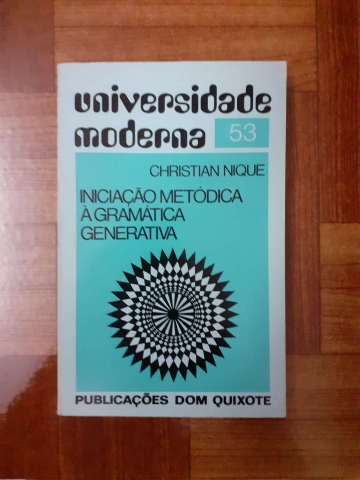 universidade
moderna 53
CHRISTIAN NIQUE
INICIAÇÃO METÓDICA
À GRAMÁTICA
GENERATIVA
PUBLICAÇÕES DOM QUIXOTE